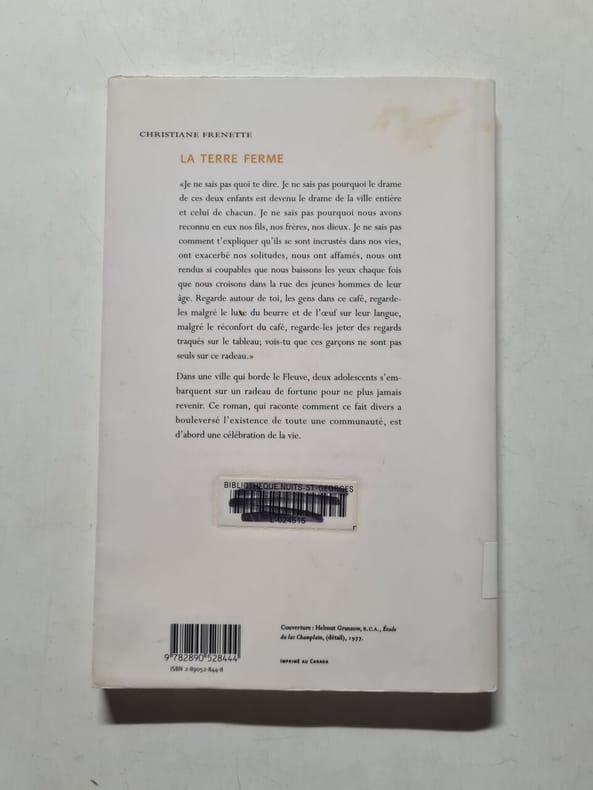 CHRISTIANE FRENETTE
LA TERRE FERME
«Je ne sais pas quoi te dire. Je ne sais pas pourquoi le drame
de ces deux enfants est devenu le drame de la ville entière
et celui de chacun. Je ne sais pas pourquoi nous avons
reconnu en eux nos fils, nos frères, nos dieux. Je ne sais pas
comment t'expliquer qu'ils se sont incrustés dans nos vies,
ont exacerbé nos solitudes, nous ont affamés, nous ont
rendus si coupables que nous baissons les yeux chaque fois
que nous croisons dans la rue des jeunes hommes de leur
âge. Regarde autour de toi, les gens dans ce café, regarde-
les malgré le luxe du beurre et de l'œuf sur leur langue,
malgré le réconfort du café, regarde-les jeter des regards
traqués sur le tableau; vois-tu que ces garçons ne sont pas
seuls sur ce radeau.»
Dans une ville qui borde le Fleuve, deux adolescents s'em-
barquent sur un radeau de fortune pour ne plus jamais
revenir. Ce roman, qui raconte comment ce fait divers a
bouleversé l'existence de toute une communauté, est
d'abord une célébration de la vie.
BIBLIOTHEQUE NUITS-ST-GEORGES
L-024515
Couverture : Helmut Gransow, R.C.A., Étude
du lac Champlain, (détail), 1977.
IMPRIMÉ AU CANADA
9 782890 528444
ISBN 2-89052-844-8